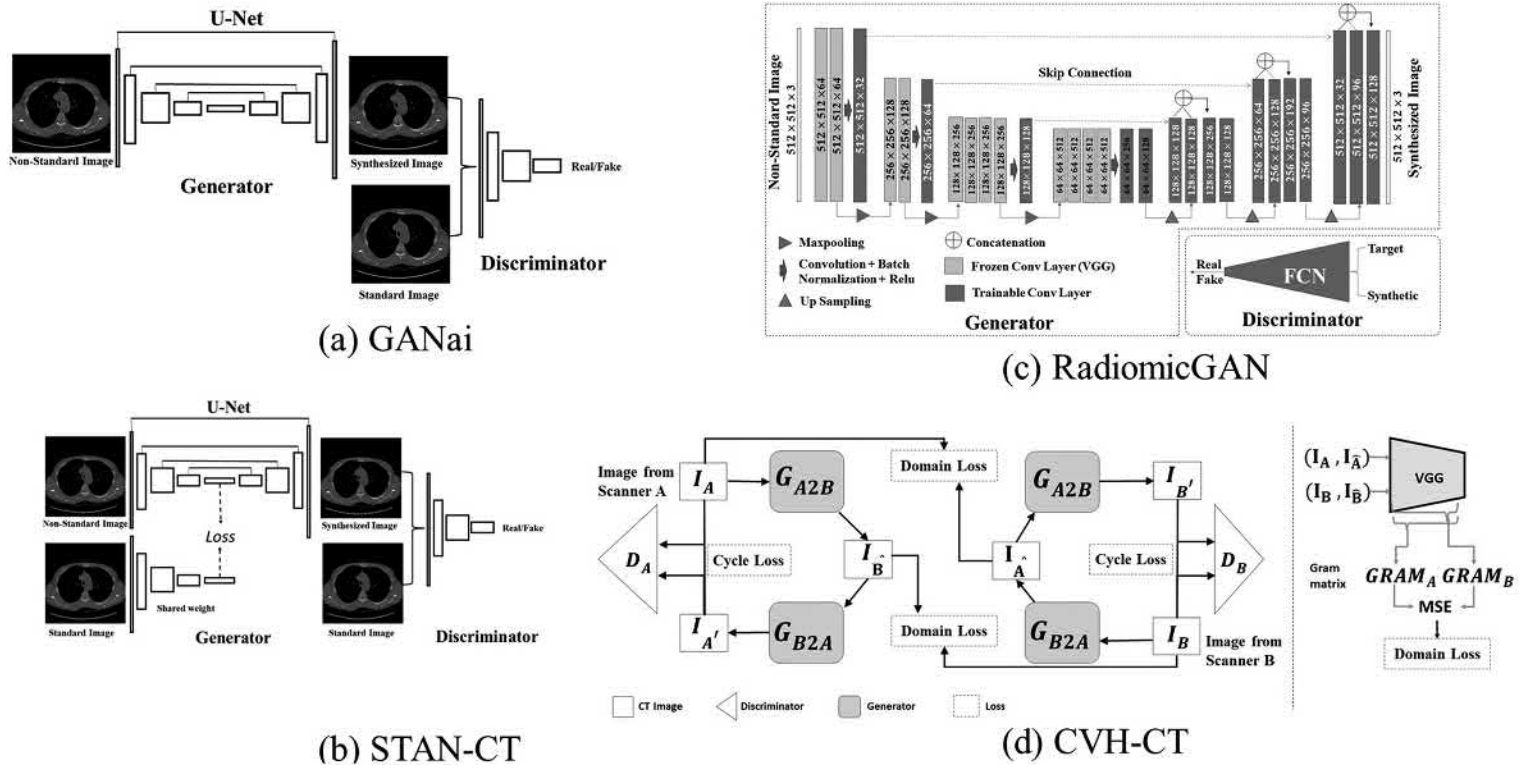 U-Net
Non-Standard Image
Generator
Synthesized Image
Standard Image
Real/Fake
Discriminator
(a) GANai
U-Net
Non-Standard Image
Loss
Standard Image
Shared weight
Generator
Synthesized Image
Standard Image
Real/Fake
Discriminator
(b) STAN-CT
Non-Standard Image
512 × 512 × 3
512 × 512 × 64
512 × 512 × 64
512 × 512 × 32
256 × 256 × 128
256 × 256 × 128
256 × 256 × 64
128 × 128 × 256
128 × 128 × 256
128 × 128 × 256
128 × 128 × 256
128 × 128 × 128
64 × 64 × 512
64 × 64 × 512
64 × 64 × 512
64 × 64 × 512
64 × 64 × 256
64 × 64 × 128
128 × 128 × 128
128 × 128 × 128
128 × 128 × 256
128 × 128 × 128
256 × 256 × 64
256 × 256 × 128
256 × 256 × 192
256 × 256 × 96
512 × 512 × 32
512 × 512 × 96
512 × 512 × 128
512 × 512 × 3
Synthesized Image
Skip Connection
Maxpooling
Convolution + Batch
Normalization + Relu
Up Sampling
Concatenation
Frozen Conv Layer (VGG)
Trainable Conv Layer
Generator
Real
Fake
FCN
Target
Synthetic
Discriminator
(c) RadiomicGAN
Image from
Scanner A
I_A
G_A2B
Domain Loss
G_A2B
I_B'
D_A
Cycle Loss
I_B̂
I_Â
Cycle Loss
D_B
I_A'
G_B2A
Domain Loss
G_B2A
I_B
Image from
Scanner B
CT Image
Discriminator
Generator
Loss
(I_A , I_Â)
(I_B , I_B̂)
VGG
Gram
matrix
GRAM_A GRAM_B
MSE
Domain Loss
(d) CVH-CT